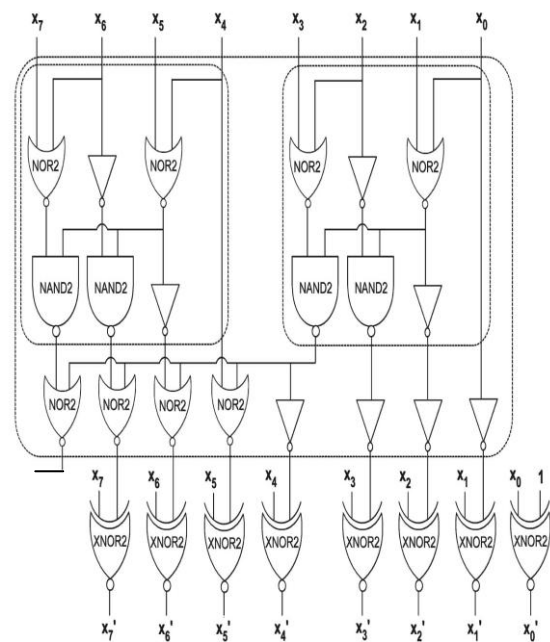 x7 x6 x5 x4 x3 x2 x1 x0
NOR2 NOR2 NOR2 NOR2
NAND2 NAND2 NAND2 NAND2
NOR2 NOR2 NOR2 NOR2
x7 x6 x5 x4 x3 x2 x1 x0 1
XNOR2 XNOR2 XNOR2 XNOR2 XNOR2 XNOR2 XNOR2 XNOR2
x7' x6' x5' x4' x3' x2' x1' x0'